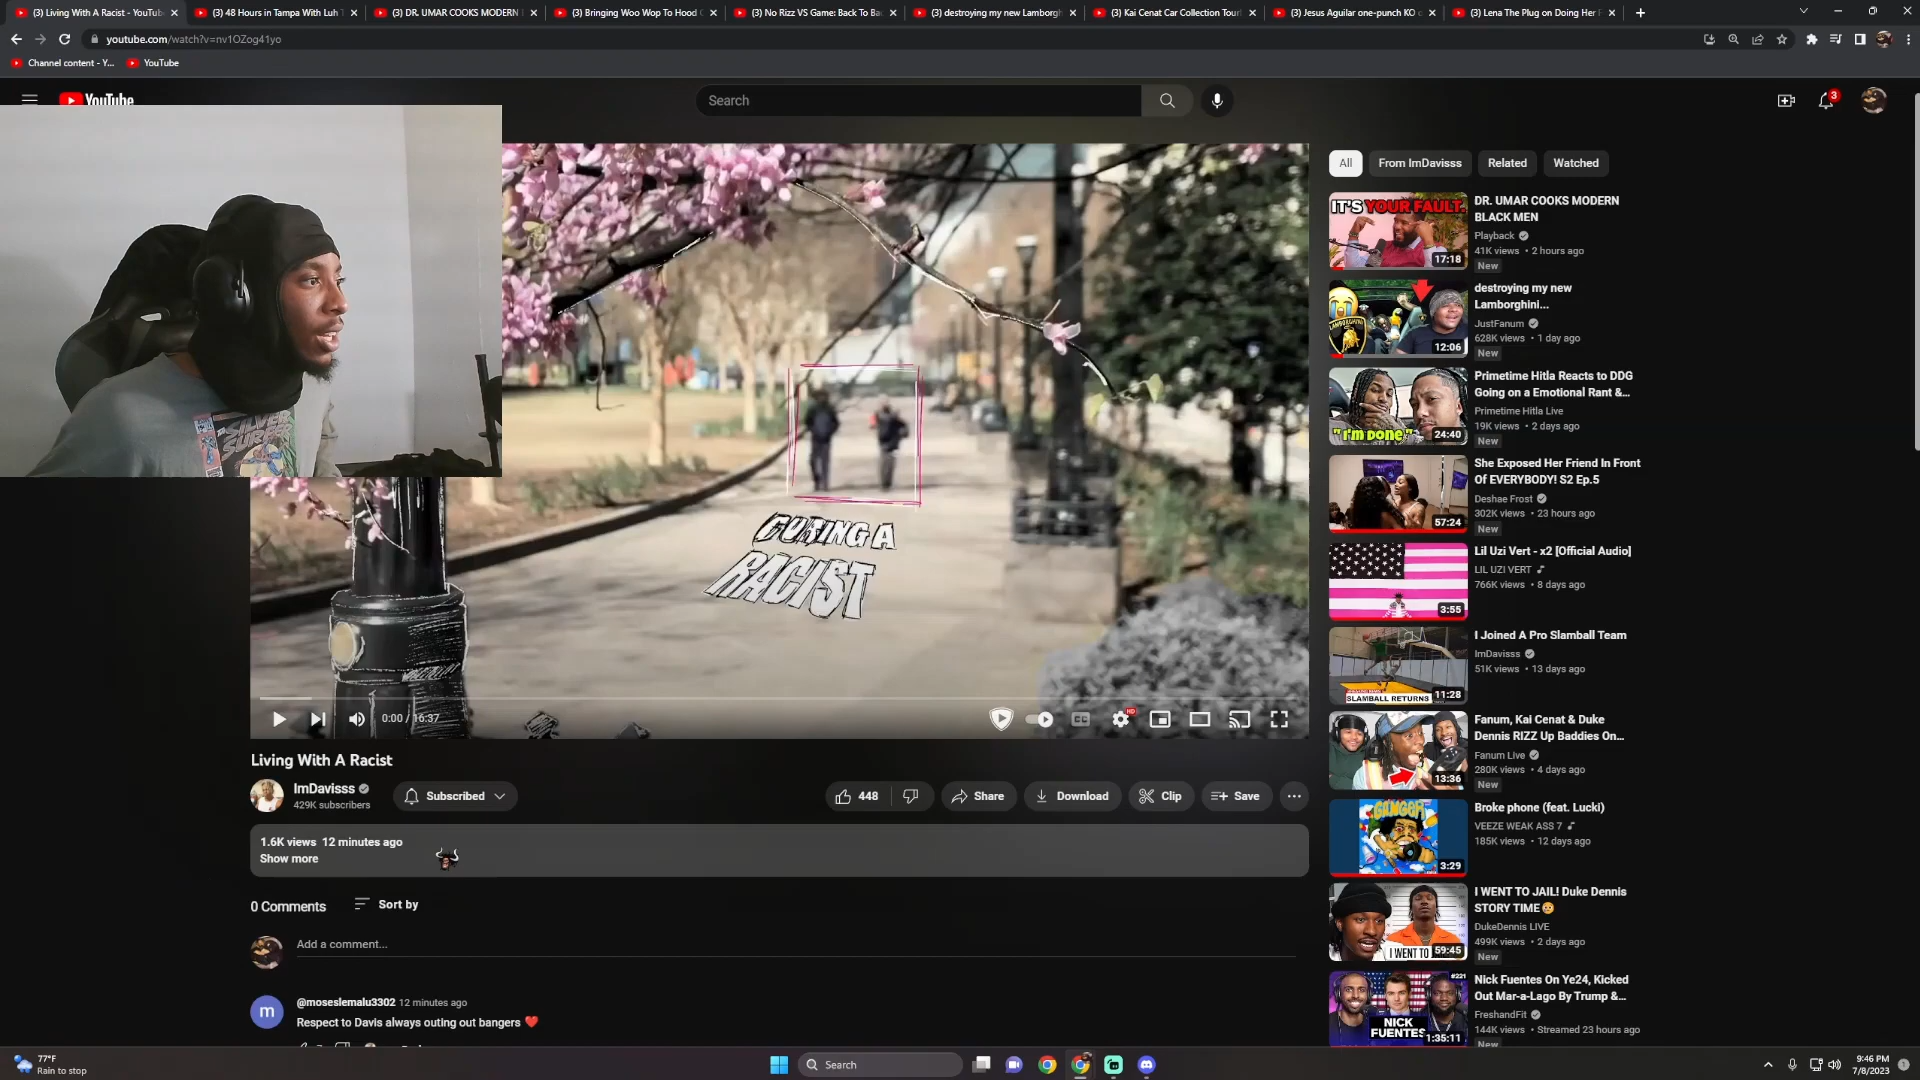 (3) Living With A Racist - YouTub
(3) 48 Hours in Tampa With Luh T
(3) DR. UMAR COOKS MODERN
(3) Bringing Woo Wop To Hood C
(3) No Rizz VS Game: Back To Ba
(3) destroying my new Lamborgh
(3) Kai Cenat Car Collection Tour!
(3) Jesus Aguilar one-punch KO
(3) Lena The Plug on Doing Her F
youtube.com/watch?v=nv1OZog41yo
Channel content - Y...
YouTube
YouTube
Search
3
All
From ImDavisss
Related
Watched
IT'S YOUR FAULT.
17:18
DR. UMAR COOKS MODERN
BLACK MEN
Playback
41K views • 2 hours ago
New
12:06
destroying my new
Lamborghini...
JustFanum
628K views • 1 day ago
New
"I'm DONE"
24:40
Primetime Hitla Reacts to DDG
Going on a Emotional Rant &...
Primetime Hitla Live
19K views • 2 days ago
New
57:24
She Exposed Her Friend In Front
Of EVERYBODY! S2 Ep.5
Deshae Frost
302K views • 23 hours ago
New
3:55
Lil Uzi Vert - x2 [Official Audio]
LIL UZI VERT
766K views • 8 days ago
SLAMBALL RETURNS
11:28
I Joined A Pro Slamball Team
ImDavisss
51K views • 13 days ago
13:36
Fanum, Kai Cenat & Duke
Dennis RIZZ Up Baddies On...
Fanum Live
280K views • 4 days ago
New
3:29
Broke phone (feat. Lucki)
VEEZE WEAK ASS 7
185K views • 12 days ago
I WENT TO
59:45
I WENT TO JAIL! Duke Dennis
STORY TIME😢
DukeDennis LIVE
499K views • 2 days ago
New
#221
NICK
FUENTES
1:35:11
Nick Fuentes On Ye24, Kicked
Out Mar-a-Lago By Trump &...
FreshandFit
144K views • Streamed 23 hours ago
New
SILVER
SURFER
CURING A
RACIST
0:00 / 16:37
HD
Living With A Racist
ImDavisss
429K subscribers
Subscribed
448
Share
Download
Clip
Save
1.6K views 12 minutes ago
Show more
0 Comments
Sort by
Add a comment...
m
@moseslemalu3302 12 minutes ago
Respect to Davis always outing out bangers ❤️
77°F
Rain to stop
Search
9:46 PM
7/8/2023